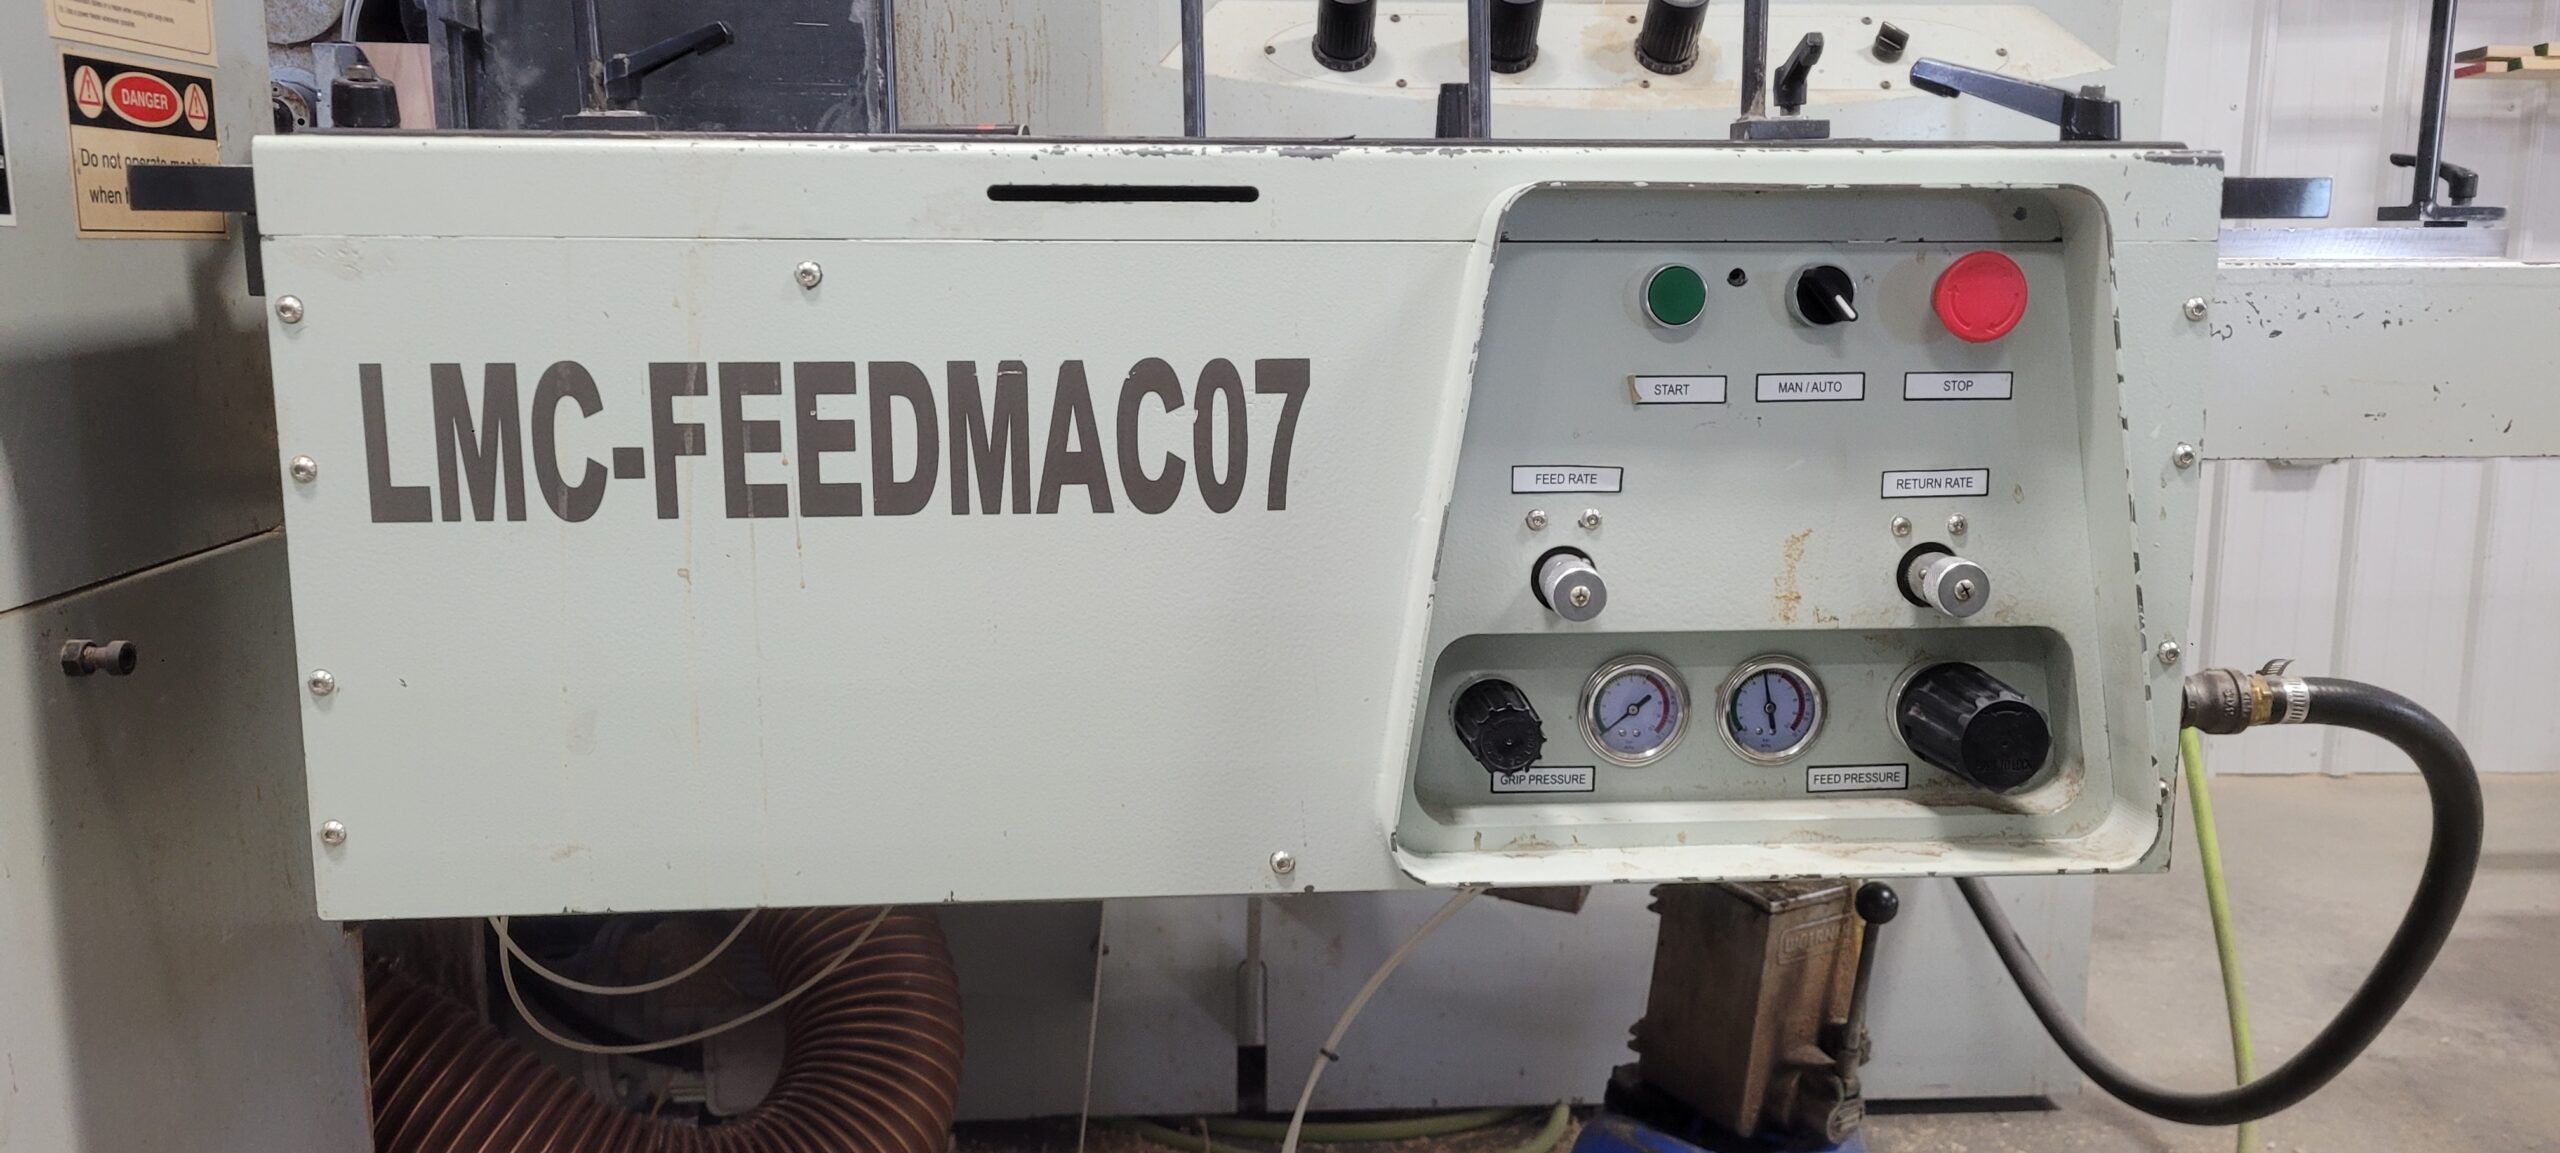 DANGER
Do not operate machine
when
LMC-FEEDMAC07
START
MAN / AUTO
STOP
FEED RATE
RETURN RATE
GRIP PRESSURE
FEED PRESSURE